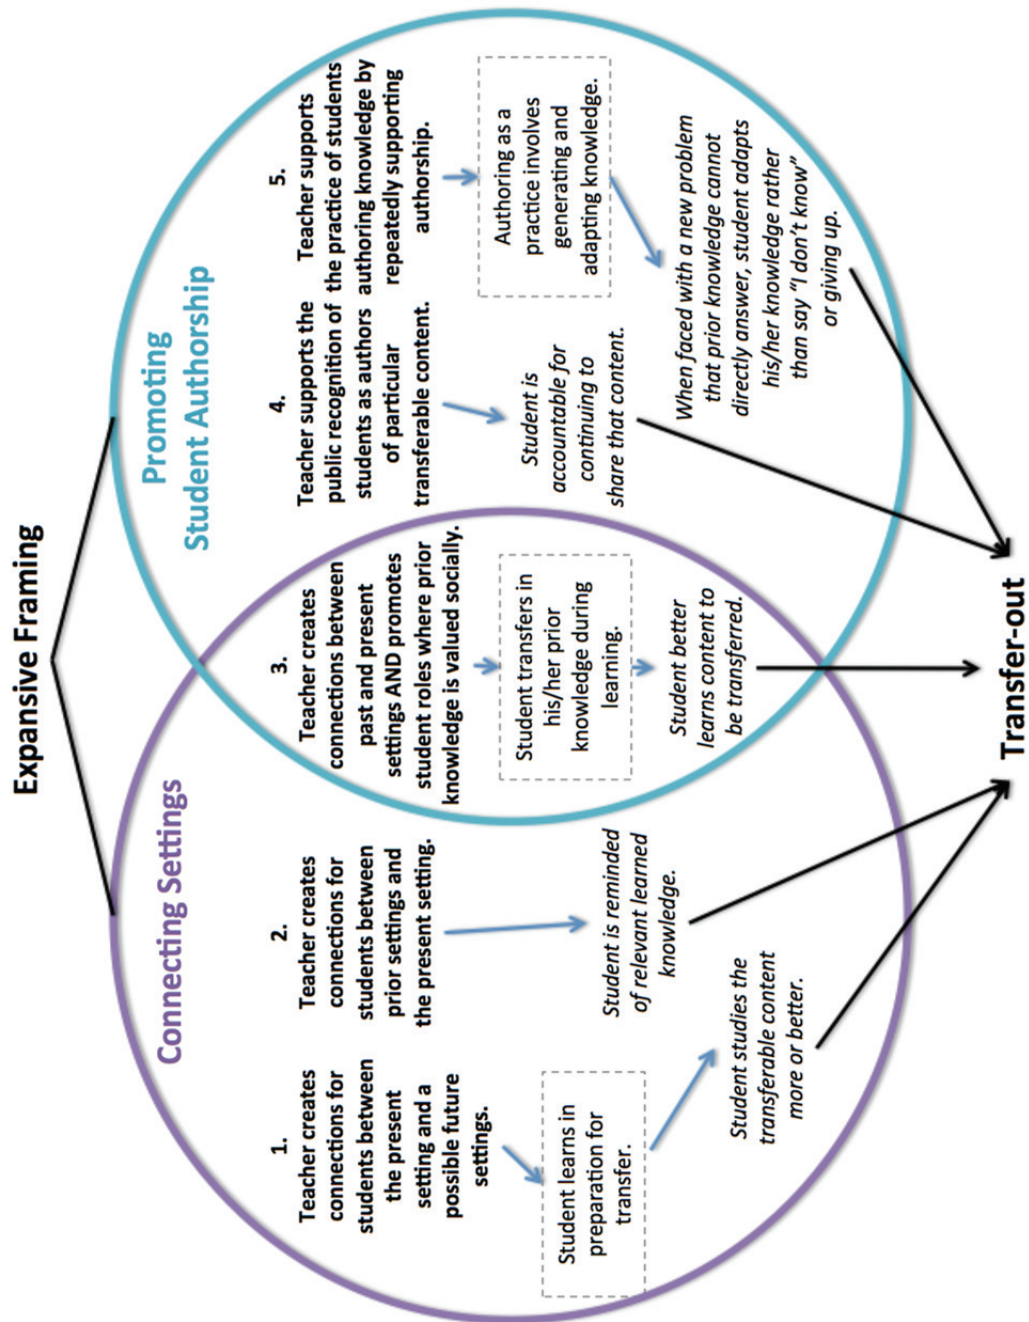 Expansive Framing
Connecting Settings
Promoting
Student Authorship
1.
Teacher creates
connections for
students between
the present
setting and a
possible future
settings.
Student learns in
preparation for
transfer.
Student studies the
transferable content
more or better.
2.
Teacher creates
connections for
students between
prior settings and
the present setting.
Student is reminded
of relevant learned
knowledge.
3.
Teacher creates
connections between
past and present
settings AND promotes
student roles where prior
knowledge is valued socially.
Student transfers in
his/her prior
knowledge during
learning.
Student better
learns content to
be transferred.
4.
Teacher supports the
public recognition of
students as authors
of particular
transferable content.
Student is
accountable for
continuing to
share that content.
5.
Teacher supports
the practice of students
authoring knowledge by
repeatedly supporting
authorship.
Authoring as a
practice involves
generating and
adapting knowledge.
When faced with a new problem
that prior knowledge cannot
directly answer, student adapts
his/her knowledge rather
than say “I don’t know”
or giving up.
Transfer-out